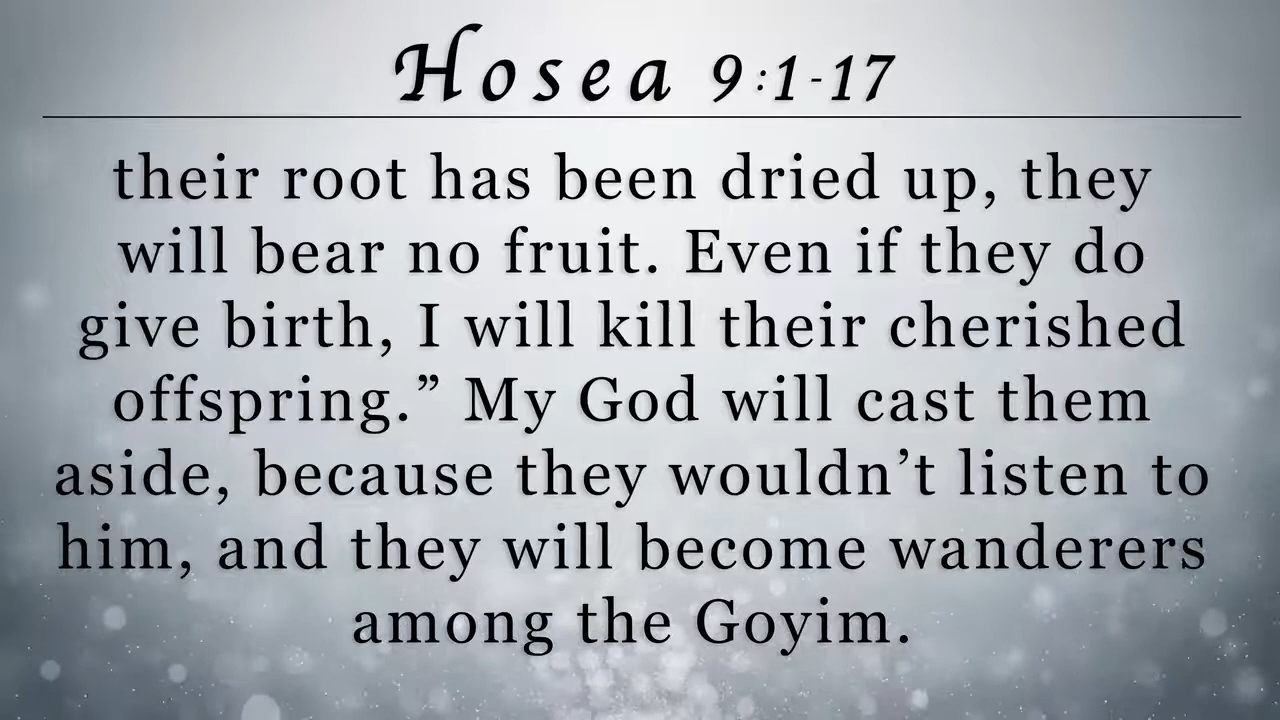 Hosea 9:1-17
their root has been dried up, they
will bear no fruit. Even if they do
give birth, I will kill their cherished
offspring.” My God will cast them
aside, because they wouldn’t listen to
him, and they will become wanderers
among the Goyim.